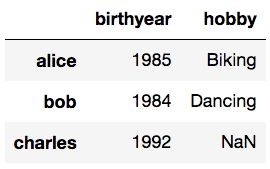 birthyear hobby
alice 1985 Biking
bob 1984 Dancing
charles 1992 NaN